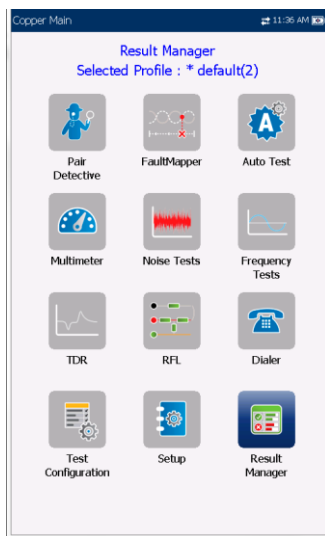 Copper Main 11:36 AM
Result Manager
Selected Profile : * default(2)
A
Pair
Detective
FaultMapper
Auto Test
Multimeter
Noise Tests
Frequency
Tests
TDR
RFL
Dialer
Test
Configuration
Setup
Result
Manager